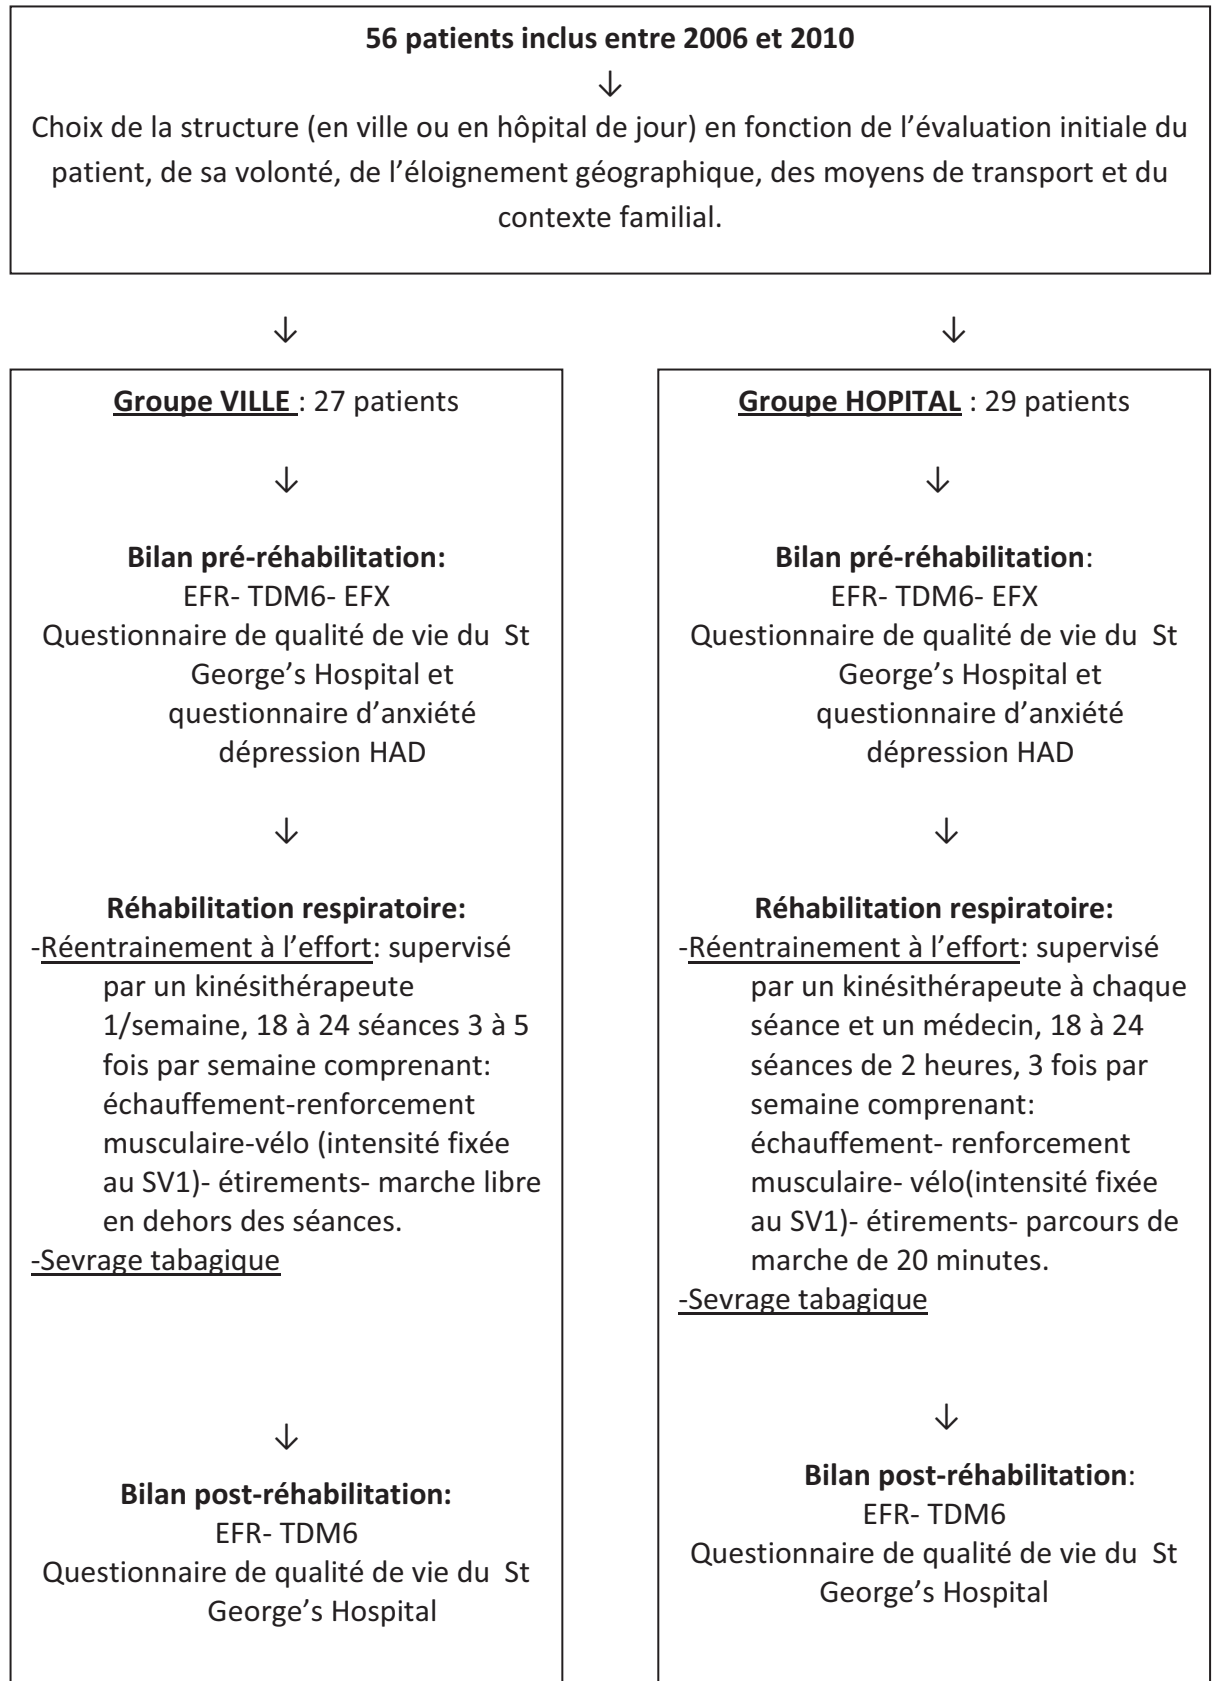 56 patients inclus entre 2006 et 2010
↓
Choix de la structure (en ville ou en hôpital de jour) en fonction de l’évaluation initiale du
patient, de sa volonté, de l’éloignement géographique, des moyens de transport et du
contexte familial.
↓
↓
Groupe VILLE : 27 patients
↓
Bilan pré-réhabilitation:
EFR- TDM6- EFX
Questionnaire de qualité de vie du  St
George’s Hospital et
questionnaire d’anxiété
dépression HAD
↓
Réhabilitation respiratoire:
-Réentrainement à l’effort: supervisé
par un kinésithérapeute
1/semaine, 18 à 24 séances 3 à 5
fois par semaine comprenant:
échauffement-renforcement
musculaire-vélo (intensité fixée
au SV1)- étirements- marche libre
en dehors des séances.
-Sevrage tabagique
↓
Bilan post-réhabilitation:
EFR- TDM6
Questionnaire de qualité de vie du  St
George’s Hospital
Groupe HOPITAL : 29 patients
↓
Bilan pré-réhabilitation:
EFR- TDM6- EFX
Questionnaire de qualité de vie du  St
George’s Hospital et
questionnaire d’anxiété
dépression HAD
↓
Réhabilitation respiratoire:
-Réentrainement à l’effort: supervisé
par un kinésithérapeute à chaque
séance et un médecin, 18 à 24
séances de 2 heures, 3 fois par
semaine comprenant:
échauffement- renforcement
musculaire- vélo(intensité fixée
au SV1)- étirements- parcours de
marche de 20 minutes.
-Sevrage tabagique
↓
Bilan post-réhabilitation:
EFR- TDM6
Questionnaire de qualité de vie du  St
George’s Hospital